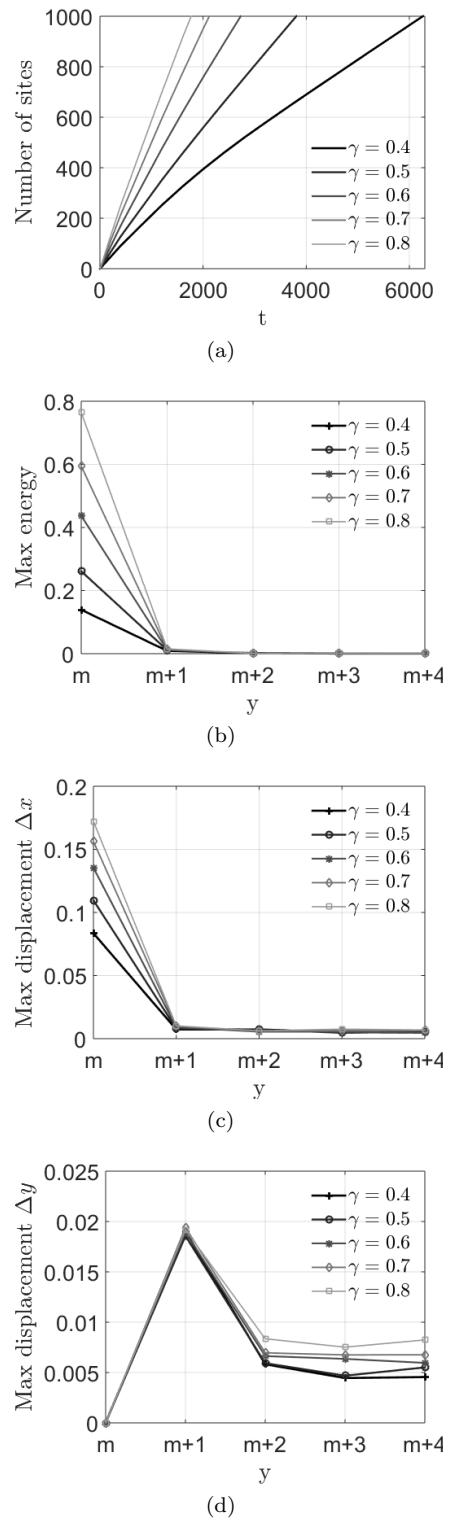 1000
800
600
400
200
0
Number of sites
γ = 0.4
γ = 0.5
γ = 0.6
γ = 0.7
γ = 0.8
0 2000 4000 6000
t
(a)
0.8
0.6
0.4
0.2
0
Max energy
γ = 0.4
γ = 0.5
γ = 0.6
γ = 0.7
γ = 0.8
m m+1 m+2 m+3 m+4
y
(b)
0.2
0.15
0.1
0.05
0
Max displacement Δx
γ = 0.4
γ = 0.5
γ = 0.6
γ = 0.7
γ = 0.8
m m+1 m+2 m+3 m+4
y
(c)
0.025
0.02
0.015
0.01
0.005
0
Max displacement Δy
γ = 0.4
γ = 0.5
γ = 0.6
γ = 0.7
γ = 0.8
m m+1 m+2 m+3 m+4
y
(d)